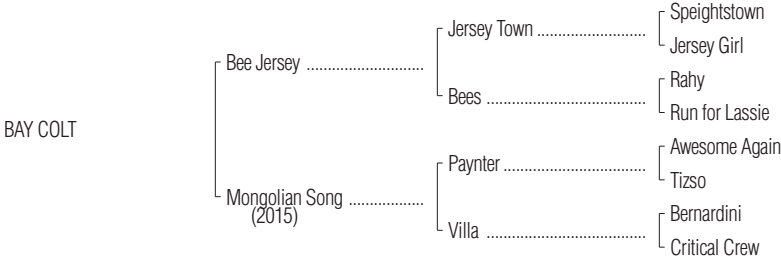 Speightstown
Jersey Town ..........................
Jersey Girl
Bee Jersey ............................
Rahy
Bees ......................................
Run for Lassie
BAY COLT
Awesome Again
Paynter..................................
Tizso
Mongolian Song ..................
(2015)
Bernardini
Villa ......................................
Critical Crew